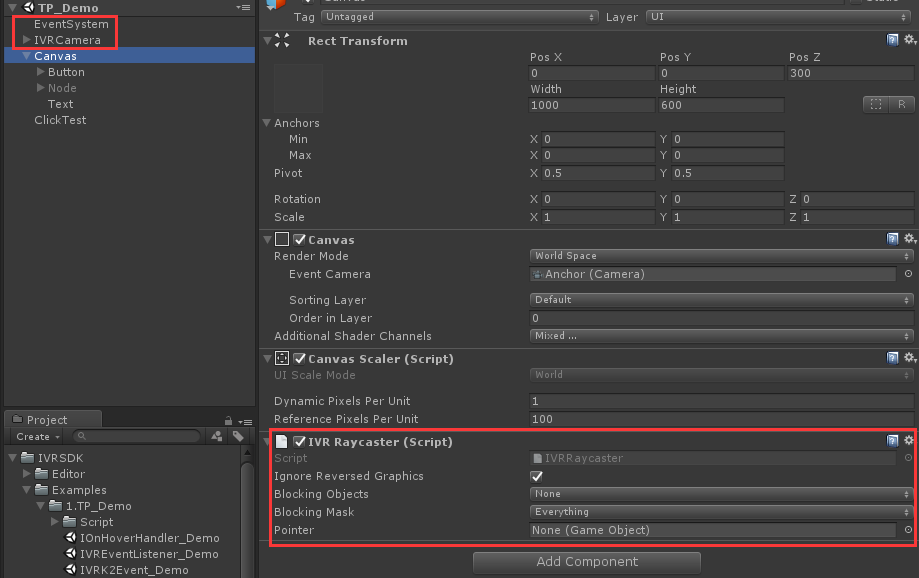 TP_Demo
EventSystem
IVRCamera
Canvas
Button
Node
Text
ClickTest
Project
Create
IVRSDK
Editor
Examples
1.TP_Demo
Script
IOnHoverHandler_Demo
IVREventListener_Demo
IVRK2Event_Demo
Tag Untagged Layer UI
Rect Transform
Pos X Pos Y Pos Z
0 0 300
Width Height
1000 600
R
Anchors
Min X 0 Y 0
Max X 0 Y 0
Pivot X 0.5 Y 0.5
Rotation X 0 Y 0 Z 0
Scale X 1 Y 1 Z 1
Canvas
Render Mode World Space
Event Camera Anchor (Camera)
Sorting Layer Default
Order in Layer 0
Additional Shader Channels Mixed ...
Canvas Scaler (Script)
UI Scale Mode World
Dynamic Pixels Per Unit 1
Reference Pixels Per Unit 100
IVR Raycaster (Script)
Script IVRRaycaster
Ignore Reversed Graphics
Blocking Objects None
Blocking Mask Everything
Pointer None (Game Object)
Add Component